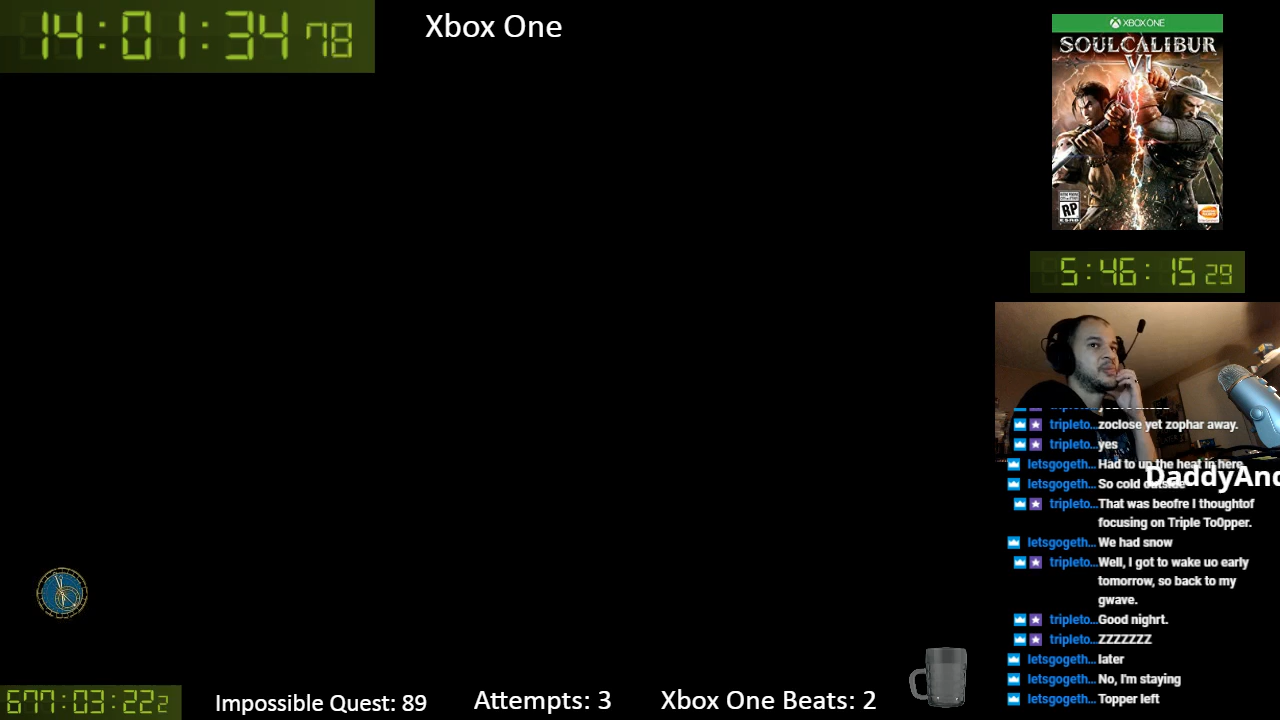 14:01:34 78
Xbox One
XBOX ONE
SOULCALIBUR
VI
RP
5:46:15 29
tripleto...zoclose yet zophar away.
tripleto...yes
letsgogeth...Had to up the heat in here
letsgogeth...So cold outside
DaddyAnd
tripleto...That was beofre I thoughtof
focusing on Triple To0pper.
letsgogeth...We had snow
tripleto...Well, I got to wake uo early
tomorrow, so back to my
gwave.
tripleto...Good nighrt.
tripleto...ZZZZZZZ
letsgogeth...later
letsgogeth...No, I'm staying
letsgogeth...Topper left
677:03:22 2
Impossible Quest: 89
Attempts: 3
Xbox One Beats: 2